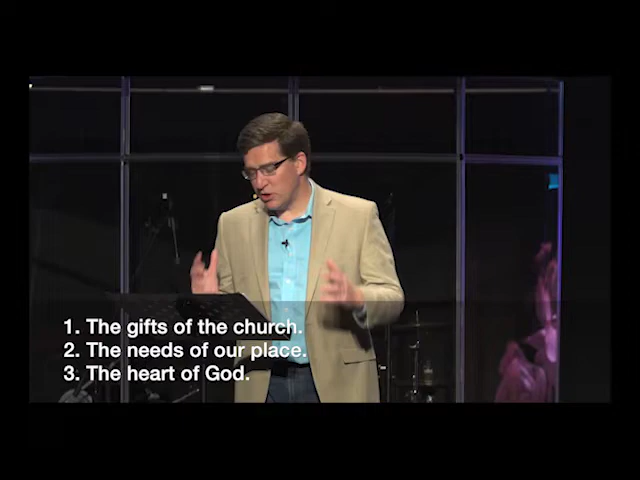 1. The gifts of the church.
2. The needs of our place.
3. The heart of God.